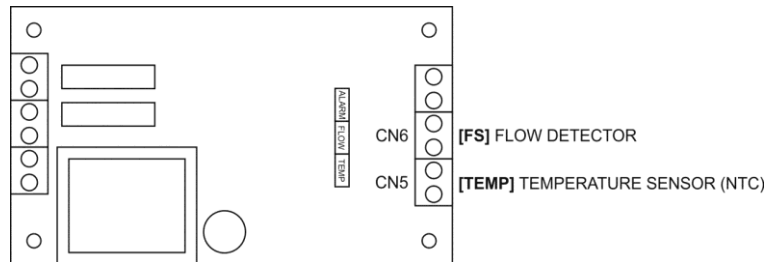 ALARM
FLOW
TEMP
CN6 [FS] FLOW DETECTOR
CN5 [TEMP] TEMPERATURE SENSOR (NTC)